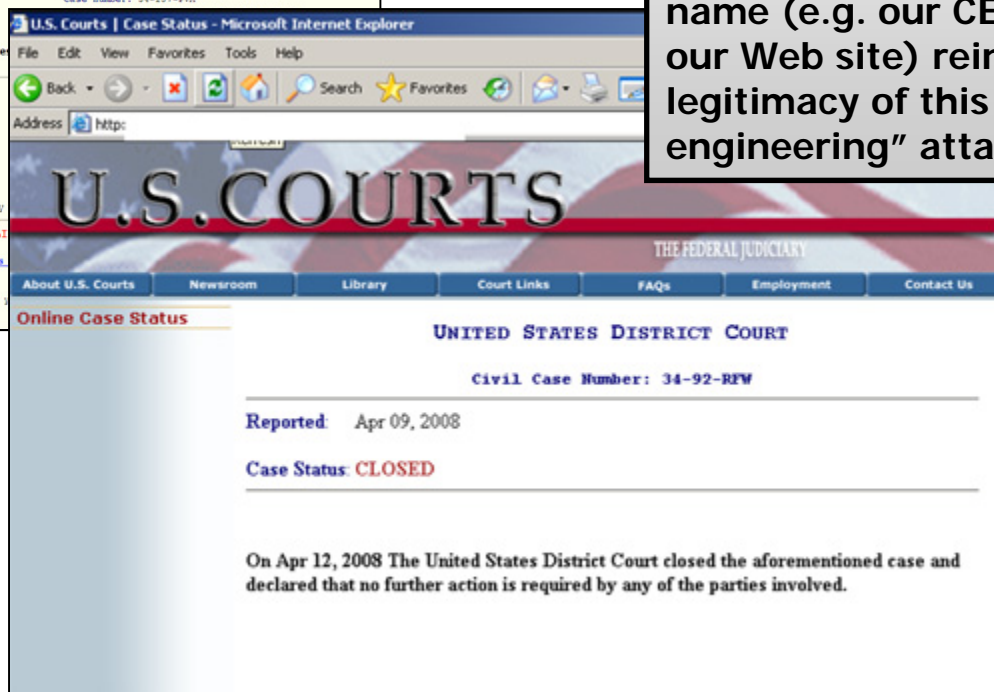 Case Number: 34-
name (e.g. our CE
our Web site) rein
legitimacy of this
engineering" atta
U.S. Courts | Case Status - Microsoft Internet Explorer
File Edit View Favorites Tools Help
Back Search Favorites
Address http:
U.S.COURTS
THE FEDERAL JUDICIARY
About U.S. Courts Newsroom Library Court Links FAQs Employment Contact Us
Online Case Status
UNITED STATES DISTRICT COURT
Civil Case Number: 34-92-RFW
Reported: Apr 09, 2008
Case Status: CLOSED
On Apr 12, 2008 The United States District Court closed the aforementioned case and
declared that no further action is required by any of the parties involved.